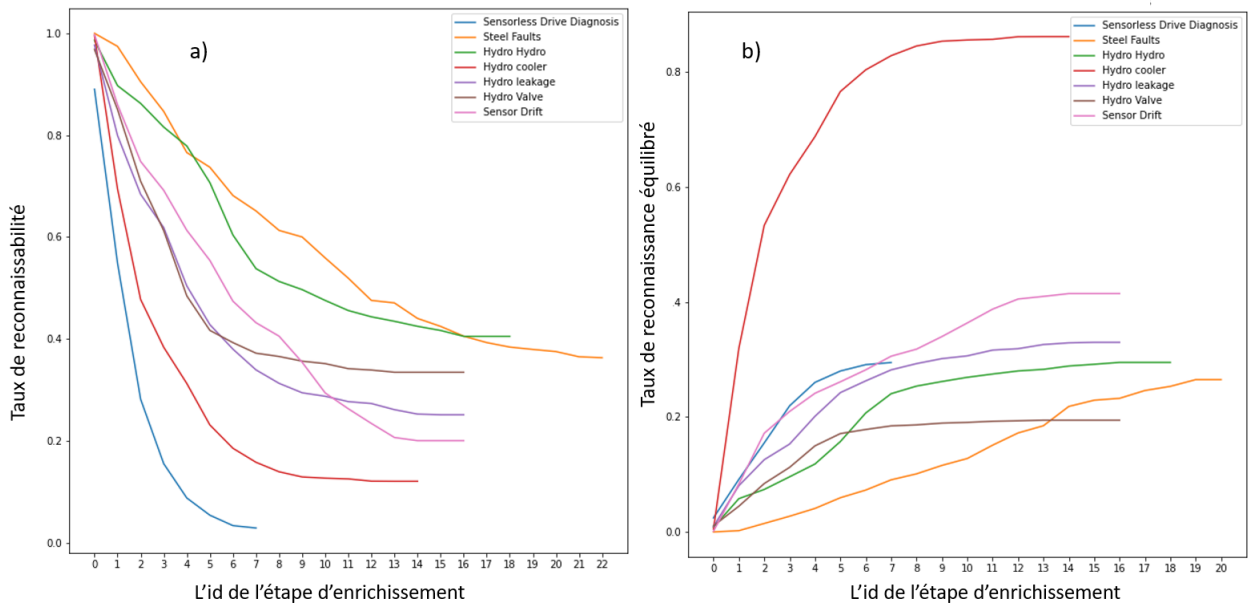 a)
Sensorless Drive Diagnosis
Steel Faults
Hydro Hydro
Hydro cooler
Hydro leakage
Hydro Valve
Sensor Drift
Taux de reconnaissabilité
1.0
0.8
0.6
0.4
0.2
0.0
0 1 2 3 4 5 6 7 8 9 10 11 12 13 14 15 16 17 18 19 20 21 22
L'id de l'étape d'enrichissement
b)
Sensorless Drive Diagnosis
Steel Faults
Hydro Hydro
Hydro cooler
Hydro leakage
Hydro Valve
Sensor Drift
Taux de reconnaissance équilibré
0.8
0.6
.4
0.2
0.0
0 1 2 3 4 5 6 7 8 9 10 11 12 13 14 15 16 17 18 19 20
L'id de l'étape d'enrichissement